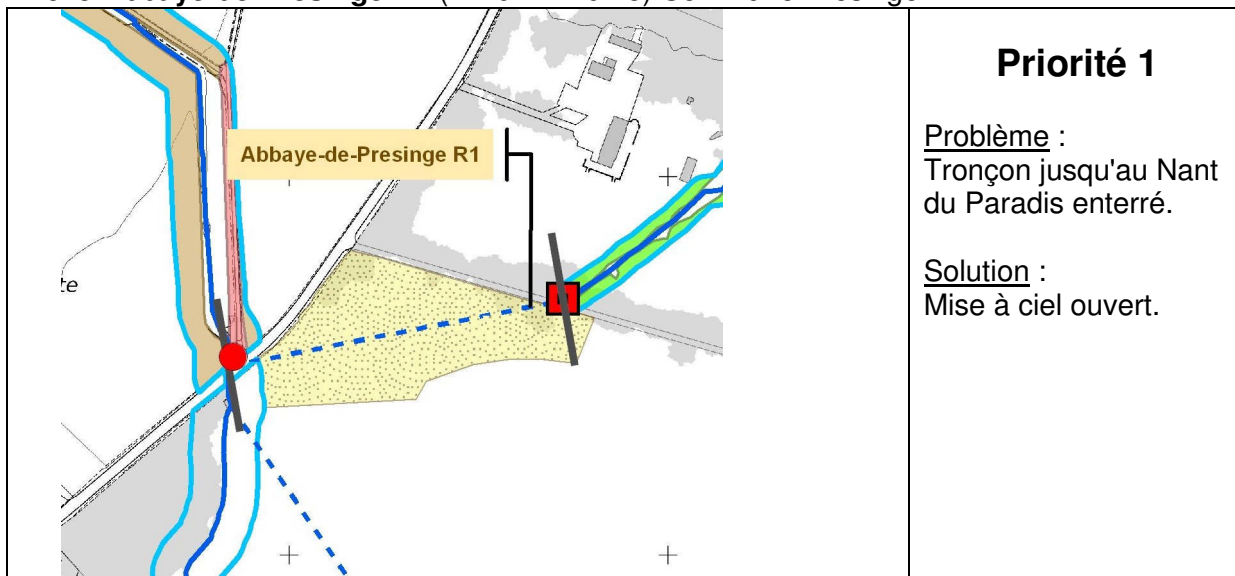 Abbaye-de-Presinge R1
te
Priorité 1
Problème :
Tronçon jusqu'au Nant
du Paradis enterré.
Solution :
Mise à ciel ouvert.